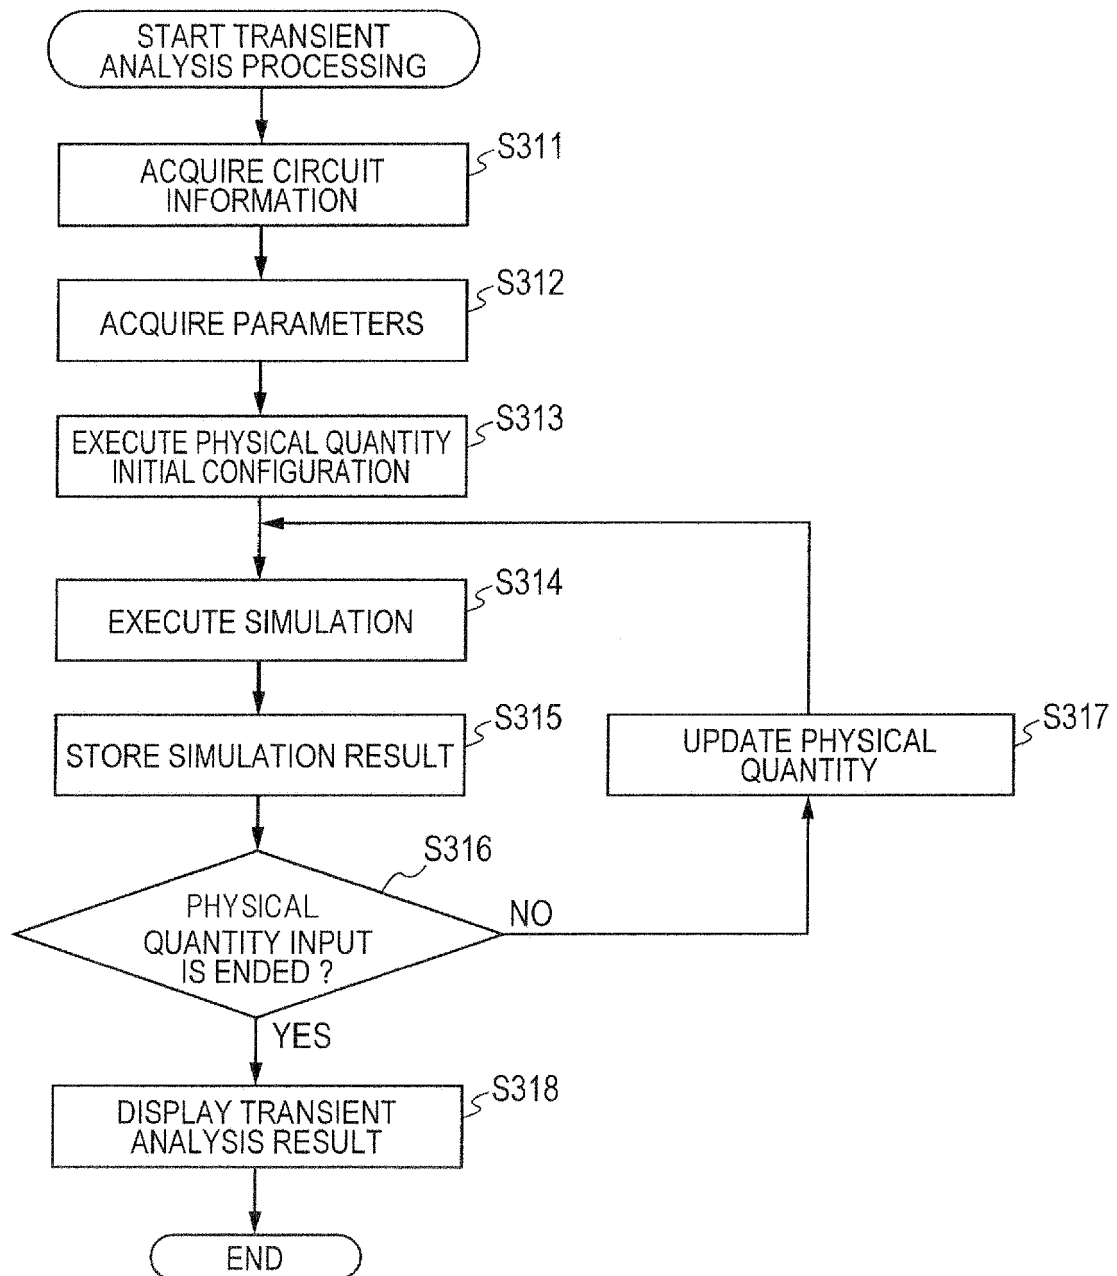 START TRANSIENT
ANALYSIS PROCESSING
S311
ACQUIRE CIRCUIT
INFORMATION
S312
ACQUIRE PARAMETERS
S313
EXECUTE PHYSICAL QUANTITY
INITIAL CONFIGURATION
S314
EXECUTE SIMULATION
S315
STORE SIMULATION RESULT
S317
UPDATE PHYSICAL
QUANTITY
S316
PHYSICAL
QUANTITY INPUT
IS ENDED ?
NO
YES
S318
DISPLAY TRANSIENT
ANALYSIS RESULT
END